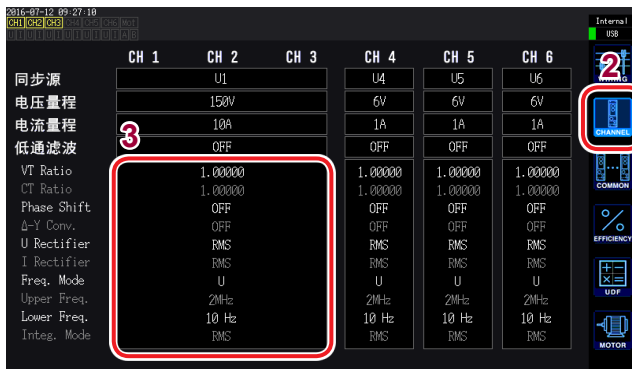 2016-07-12 09:27:10
CH1 CH2 CH3 CH4 CH5 CH6 Mot
U I U I U I U I U I U I A B
Internal
USB
CH 1 CH 2 CH 3 CH 4 CH 5 CH 6
同步源 U1 U4 U5 U6
电压量程 150V 6V 6V 6V
电流量程 10A 1A 1A 1A
低通滤波 OFF OFF OFF OFF
VT Ratio 1.00000 1.00000 1.00000 1.00000
CT Ratio 1.00000 1.00000 1.00000 1.00000
Phase Shift OFF OFF OFF OFF
Δ-Y Conv. OFF OFF OFF OFF
U Rectifier RMS RMS RMS RMS
I Rectifier RMS RMS RMS RMS
Freq. Mode U U U U
Upper Freq. 2MHz 2MHz 2MHz 2MHz
Lower Freq. 10 Hz 10 Hz 10 Hz 10 Hz
Integ. Mode RMS RMS RMS RMS
3
2
WIRING
CHANNEL
COMMON
EFFICIENCY
UDF
MOTOR